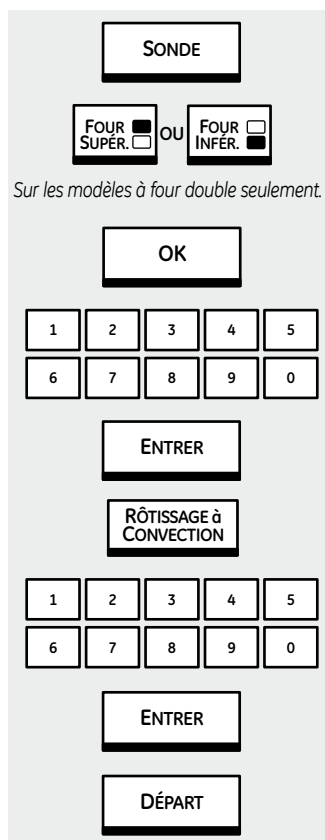 SONDE
FOUR SUPÉR. OU FOUR INFÉR.
Sur les modèles à four double seulement.
OK
1 2 3 4 5
6 7 8 9 0
ENTRER
RÔTISSAGE à
CONVECTION
1 2 3 4 5
6 7 8 9 0
ENTRER
DÉPART